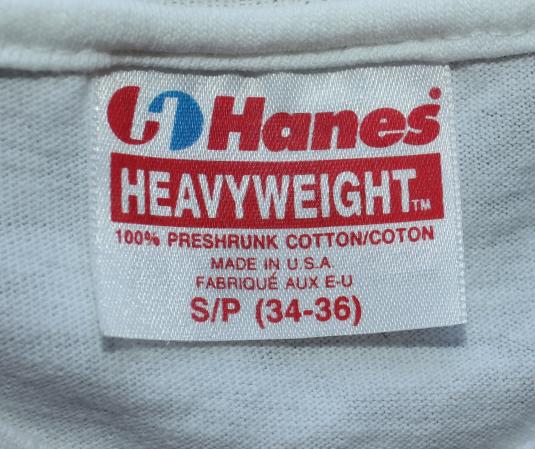 Hanes®
HEAVYWEIGHT™
100% PRESHRUNK COTTON/COTON
MADE IN U.S.A
FABRIQUÉ AUX E-U
S/P (34-36)